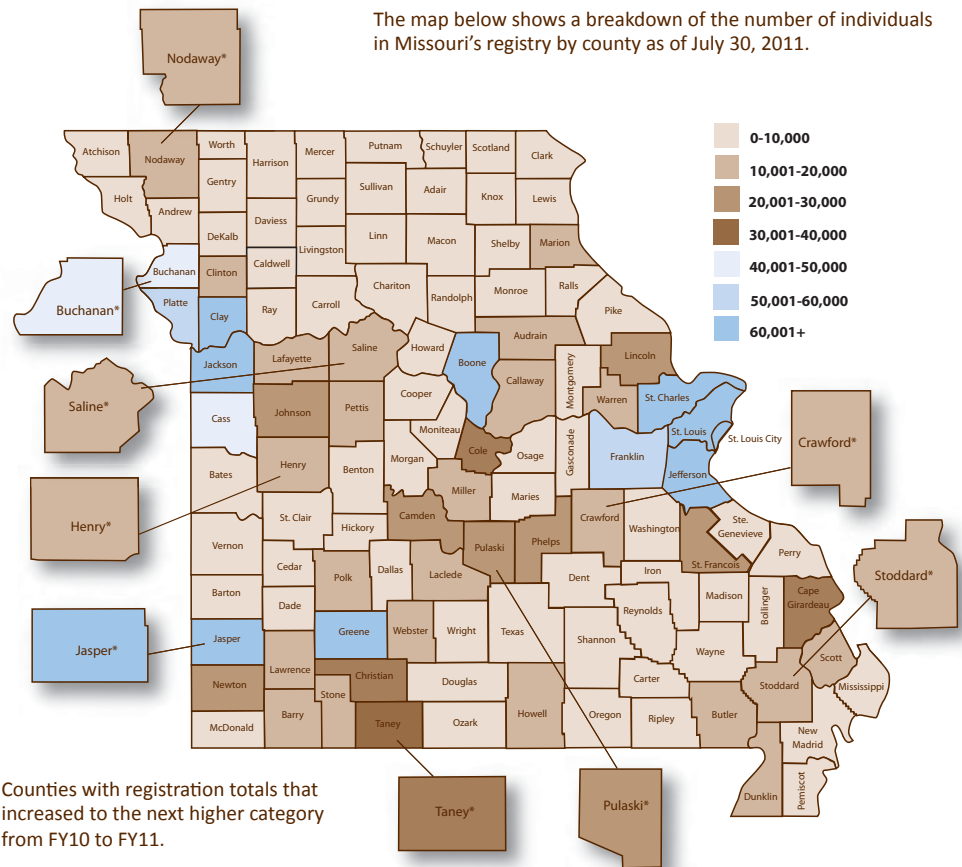 The map below shows a breakdown of the number of individuals
in Missouri’s registry by county as of July 30, 2011.
Nodaway*
0-10,000
10,001-20,000
20,001-30,000
30,001-40,000
40,001-50,000
50,001-60,000
60,001+
Atchison
Nodaway
Worth
Harrison
Mercer
Putnam
Schuyler
Scotland
Clark
Holt
Andrew
Gentry
Grundy
Sullivan
Adair
Knox
Lewis
DeKalb
Daviess
Livingston
Linn
Macon
Shelby
Marion
Buchanan
Clinton
Caldwell
Buchanan*
Platte
Clay
Ray
Carroll
Chariton
Randolph
Monroe
Ralls
Pike
Jackson
Lafayette
Saline
Howard
Boone
Audrain
Callaway
Montgomery
Lincoln
Warren
St. Charles
St. Louis
St. Louis City
Saline*
Cass
Johnson
Pettis
Cooper
Moniteau
Cole
Osage
Gasconade
Franklin
Jefferson
Crawford*
Bates
Henry
Benton
Morgan
Miller
Maries
Henry*
St. Clair
Hickory
Camden
Pulaski
Phelps
Crawford
Washington
Ste.
Genevieve
St. Francois
Perry
Vernon
Cedar
Polk
Dallas
Laclede
Dent
Iron
Stoddard*
Barton
Dade
Reynolds
Madison
Bollinger
Cape
Girardeau
Jasper*
Jasper
Greene
Webster
Wright
Texas
Shannon
Wayne
Scott
Lawrence
Christian
Douglas
Carter
Stoddard
Mississippi
Newton
Stone
Barry
Taney
Ozark
Howell
Oregon
Ripley
Butler
McDonald
New
Madrid
Dunklin
Pemiscot
Counties with registration totals that
increased to the next higher category
from FY10 to FY11.
Taney*
Pulaski*